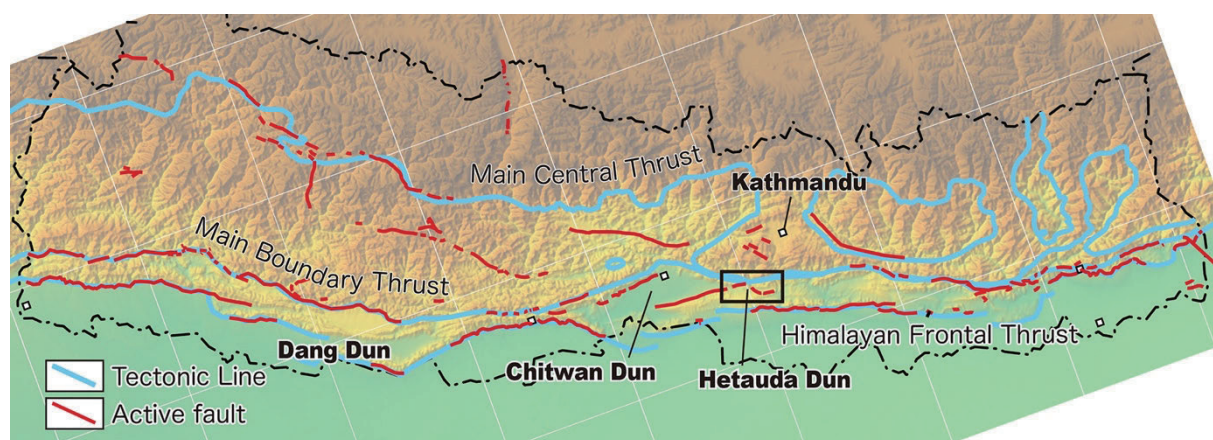 Main Central Thrust
Kathmandu
Main Boundary Thrust
Dang Dun
Chitwan Dun
Hetauda Dun
Himalayan Frontal Thrust
Tectonic Line
Active fault